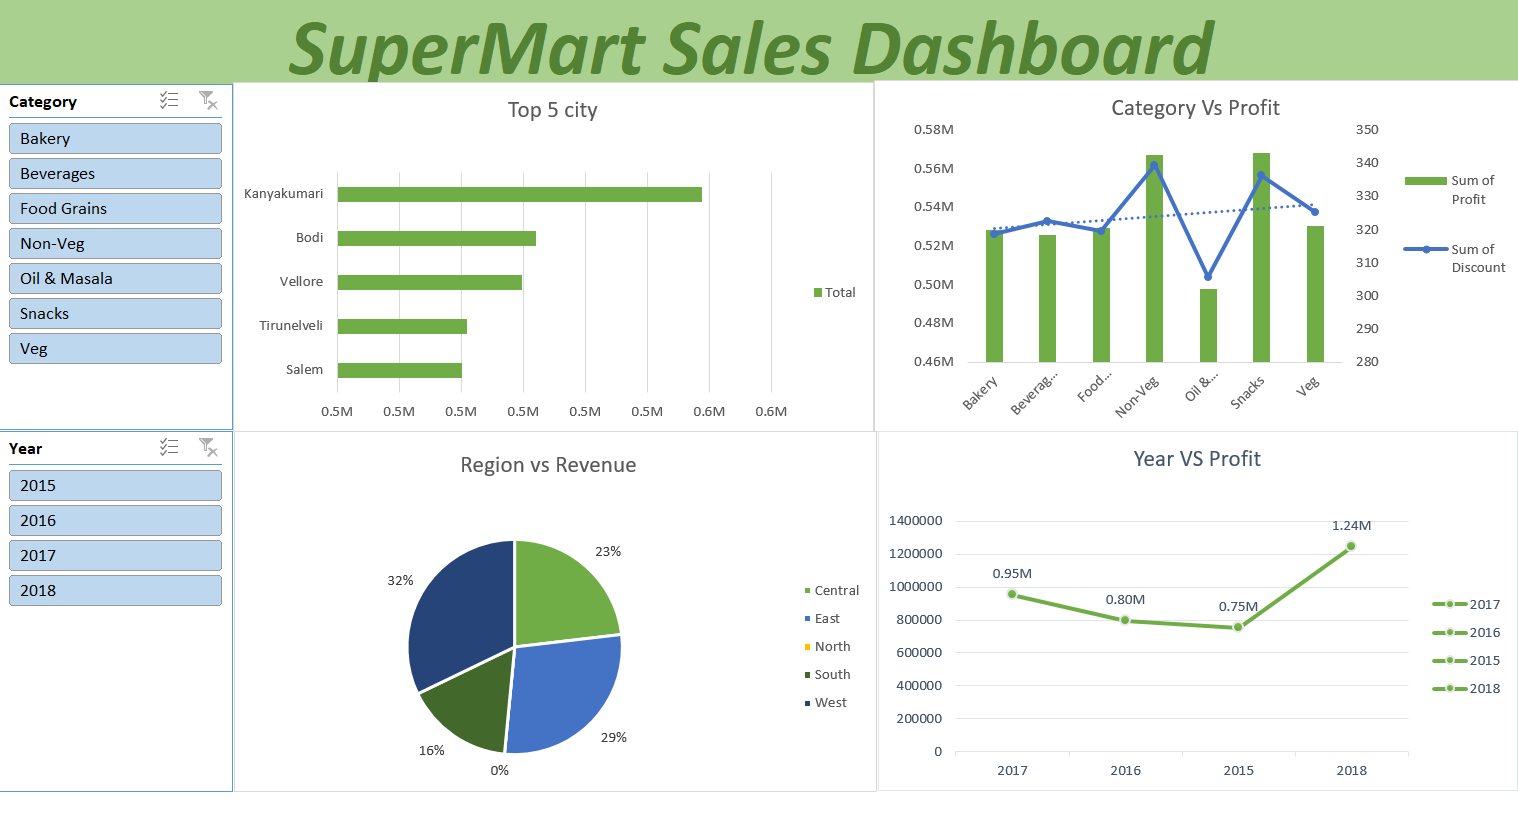 SuperMart Sales Dashboard
Category
Bakery
Beverages
Food Grains
Non-Veg
Oil & Masala
Snacks
Veg
Year
2015
2016
2017
2018
Top 5 city
Kanyakumari
Bodi
Vellore
Tirunelveli
Salem
0.5M 0.5M 0.5M 0.5M 0.5M 0.5M 0.6M 0.6M
Total
Category Vs Profit
0.58M
0.56M
0.54M
0.52M
0.50M
0.48M
0.46M
350
340
330
320
310
300
290
280
Bakery
Beverag...
Food...
Non-Veg
Oil &...
Snacks
Veg
Sum of
Profit
Sum of
Discount
Region vs Revenue
23%
29%
0%
16%
32%
Central
East
North
South
West
Year VS Profit
1400000
1200000
1000000
800000
600000
400000
200000
0
0.95M
0.80M
0.75M
1.24M
2017 2016 2015 2018
2017
2016
2015
2018